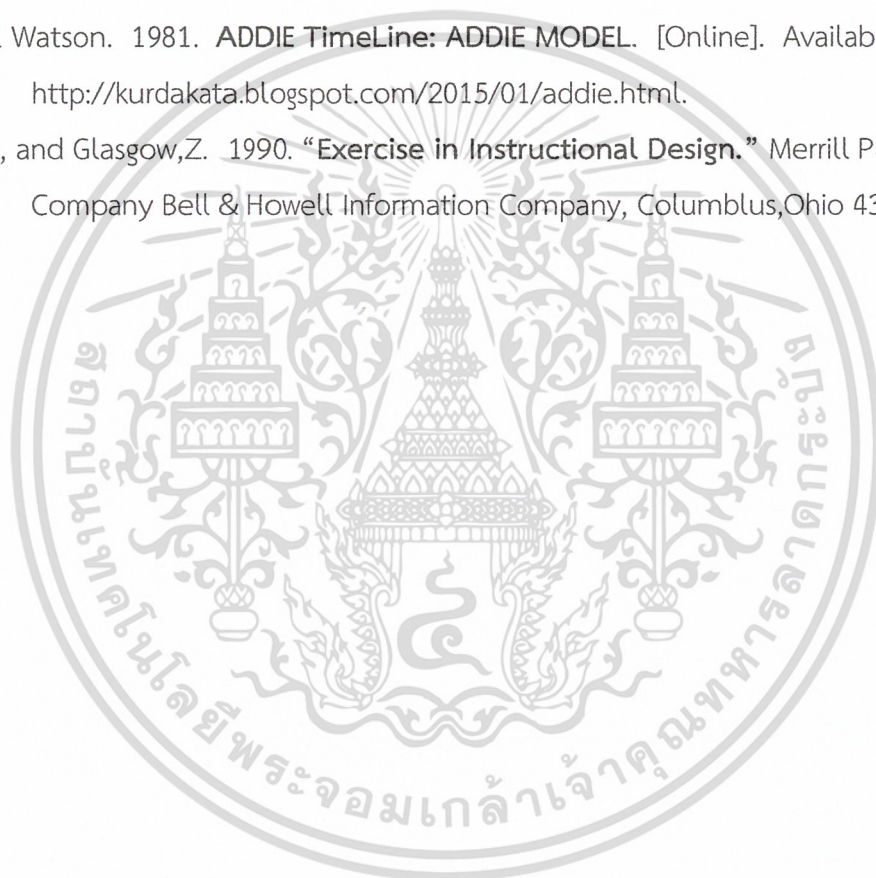 Watson. 1981. ADDIE TimeLine: ADDIE MODEL. [Online]. Availab
http://kurdakata.blogspot.com/2015/01/addie.html.
, and Glasgow,Z. 1990. “Exercise in Instructional Design.” Merrill P
Company Bell & Howell Information Company, Columblus,Ohio 43
สถาบันเทคโนโลยีพระจอมเกล้าเจ้าคุณทหารลาดกระบัง
๔